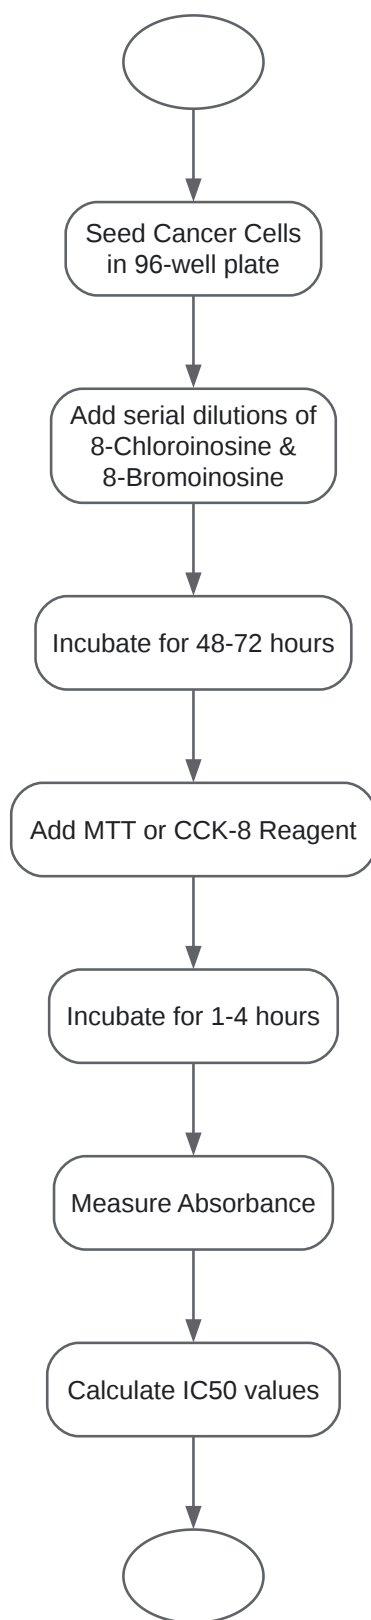 Seed Cancer Cells
in 96-well plate
Add serial dilutions of
8-Chloroinosine &
8-Bromoinosine
Incubate for 48-72 hours
Add MTT or CCK-8 Reagent
Incubate for 1-4 hours
Measure Absorbance
Calculate IC50 values